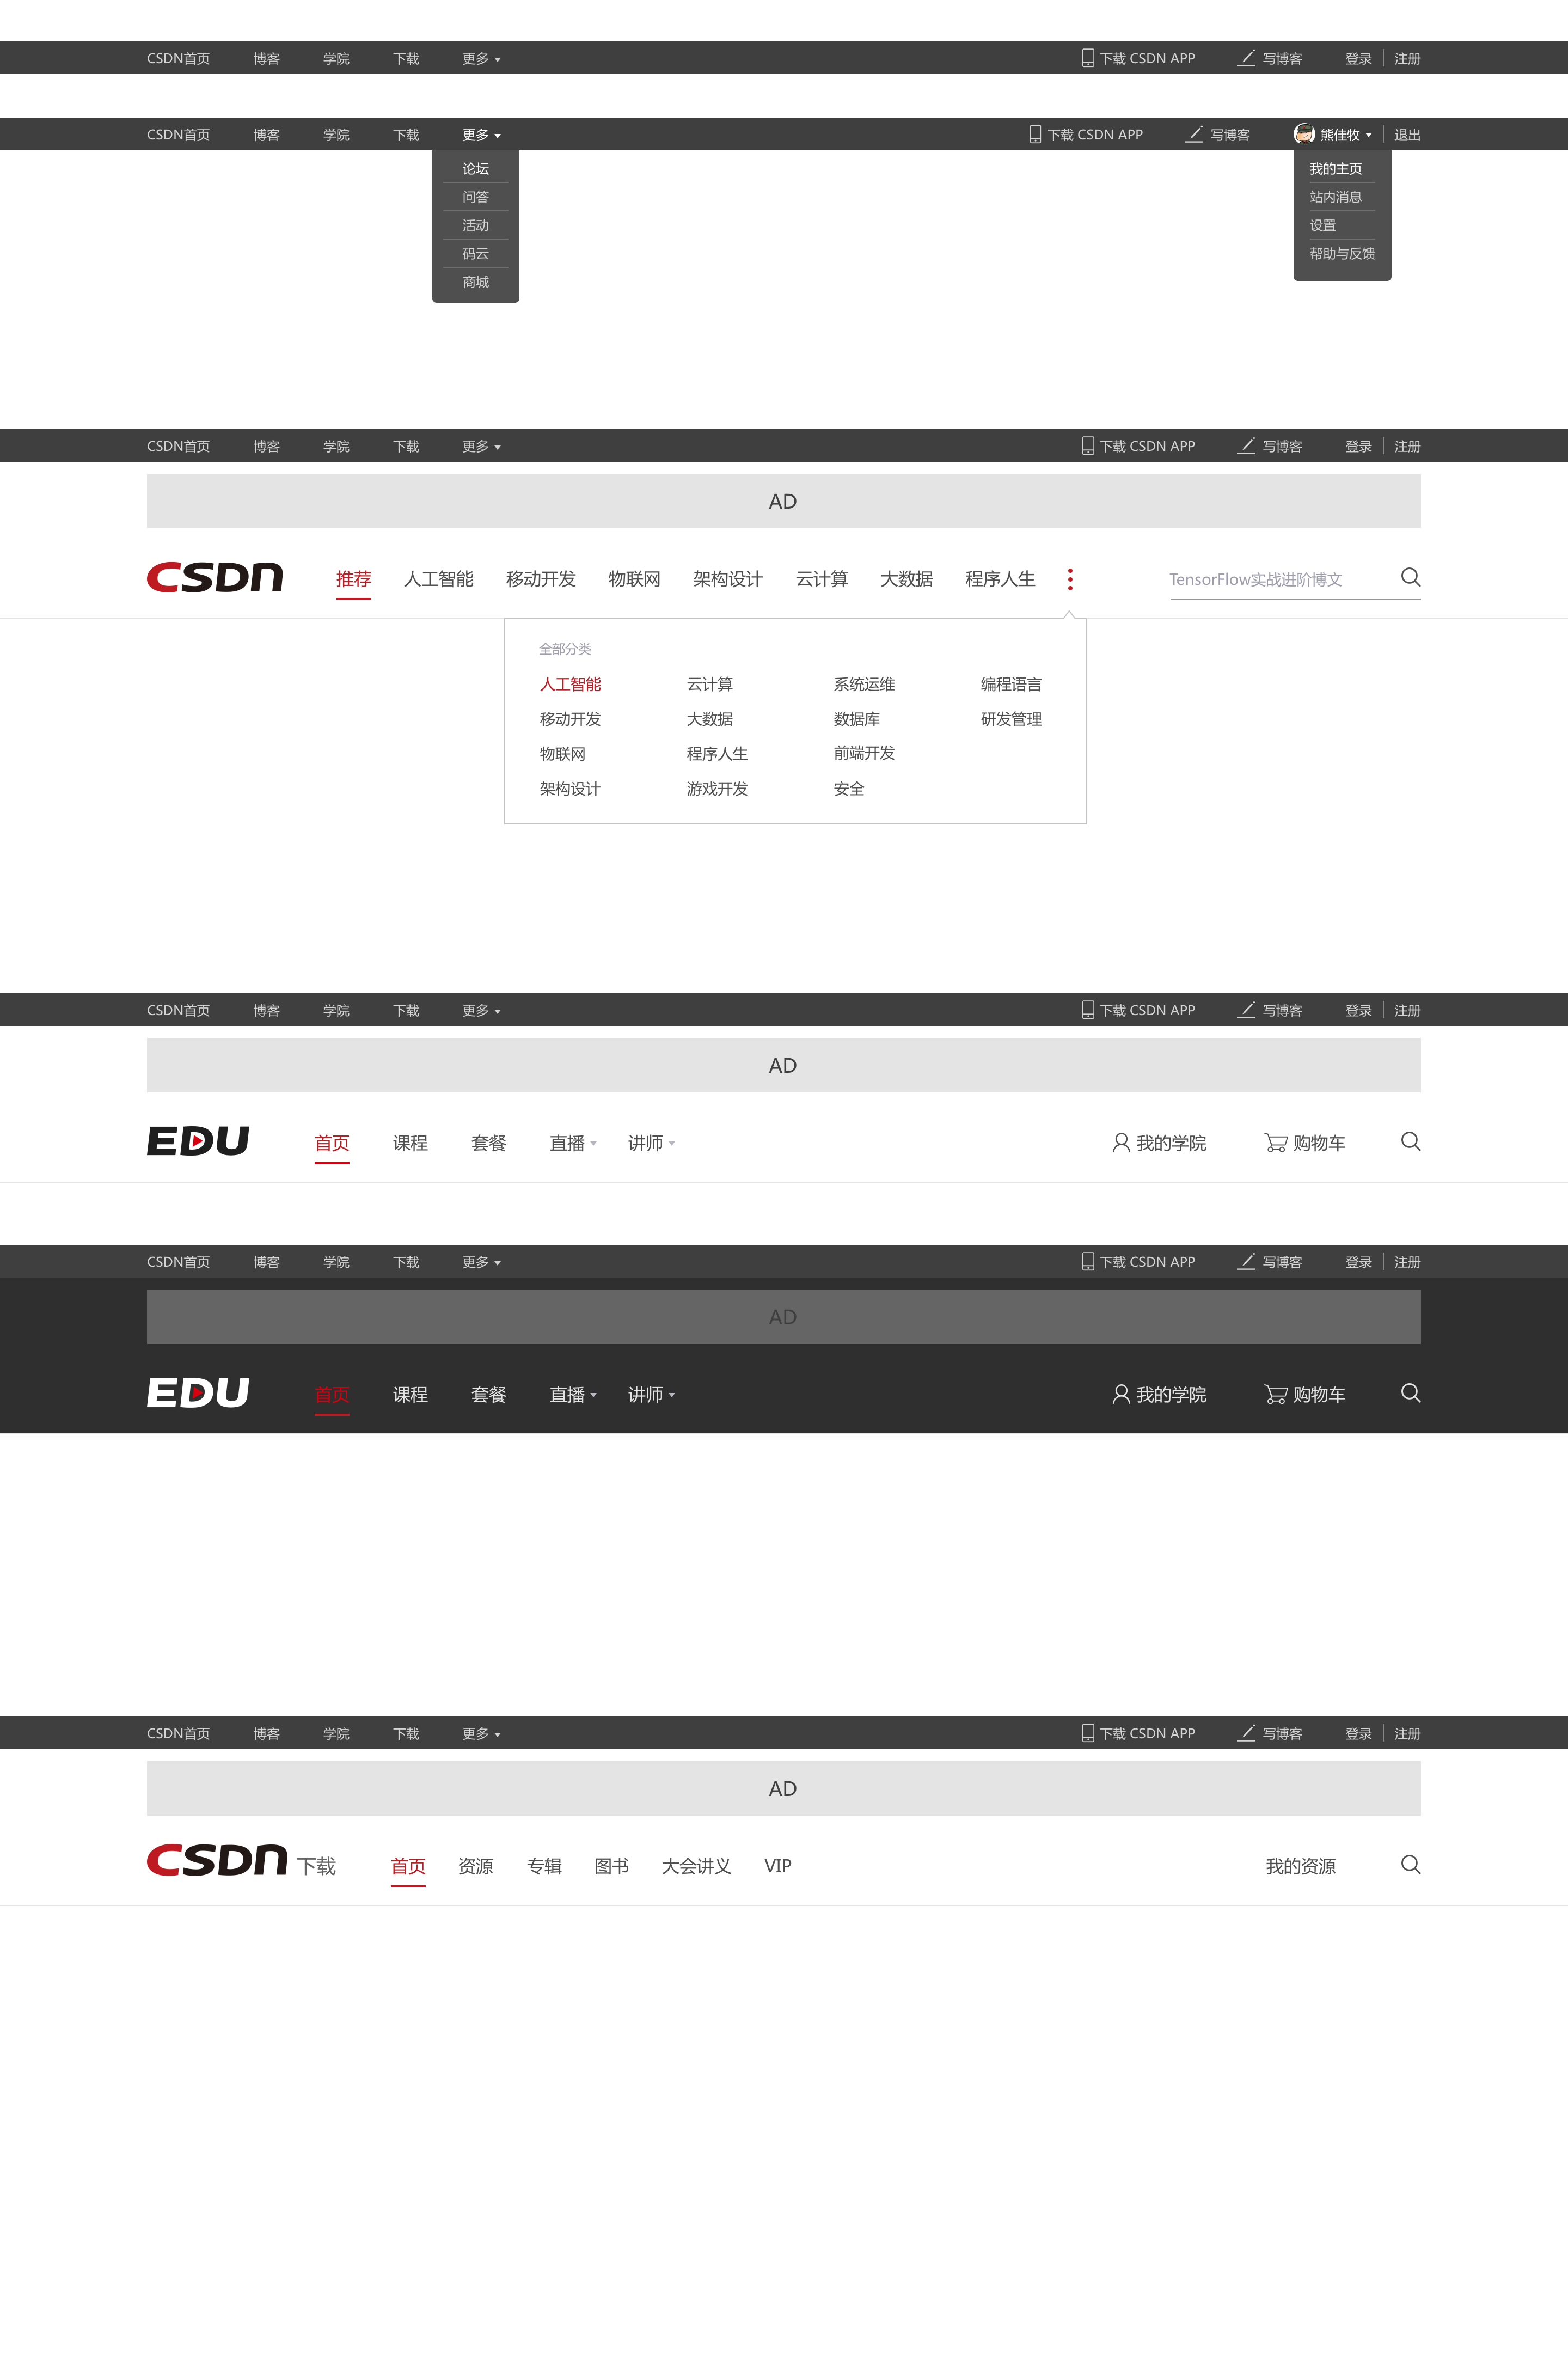 CSDN首页 博客 学院 下载 更多 下载 CSDN APP 写博客 登录 注册
CSDN首页 博客 学院 下载 更多 下载 CSDN APP 写博客 熊佳牧 退出
论坛 我的主页
问答 站内消息
活动 设置
码云 帮助与反馈
商城
CSDN首页 博客 学院 下载 更多 下载 CSDN APP 写博客 登录 注册
AD
CSDN 推荐 人工智能 移动开发 物联网 架构设计 云计算 大数据 程序人生 TensorFlow实战进阶博文
全部分类
人工智能 云计算 系统运维 编程语言
移动开发 大数据 数据库 研发管理
物联网 程序人生 前端开发
架构设计 游戏开发 安全
CSDN首页 博客 学院 下载 更多 下载 CSDN APP 写博客 登录 注册
AD
EDU 首页 课程 套餐 直播 讲师 我的学院 购物车
CSDN首页 博客 学院 下载 更多 下载 CSDN APP 写博客 登录 注册
AD
EDU 首页 课程 套餐 直播 讲师 我的学院 购物车
CSDN首页 博客 学院 下载 更多 下载 CSDN APP 写博客 登录 注册
AD
CSDN 下载 首页 资源 专辑 图书 大会讲义 VIP 我的资源